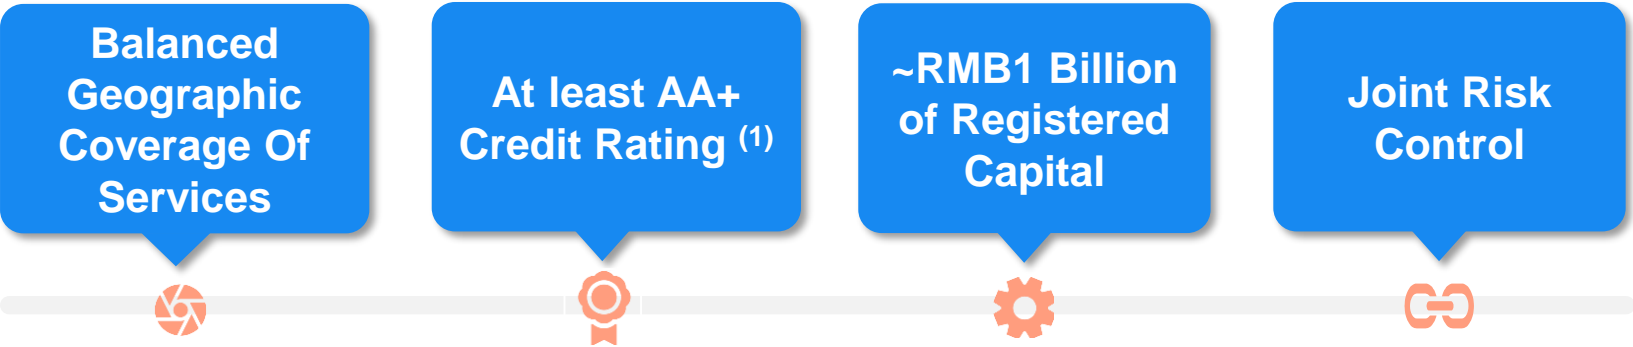 Balanced
Geographic
Coverage Of
Services
At least AA+
Credit Rating (1)
~RMB1 Billion
of Registered
Capital
Joint Risk
Control